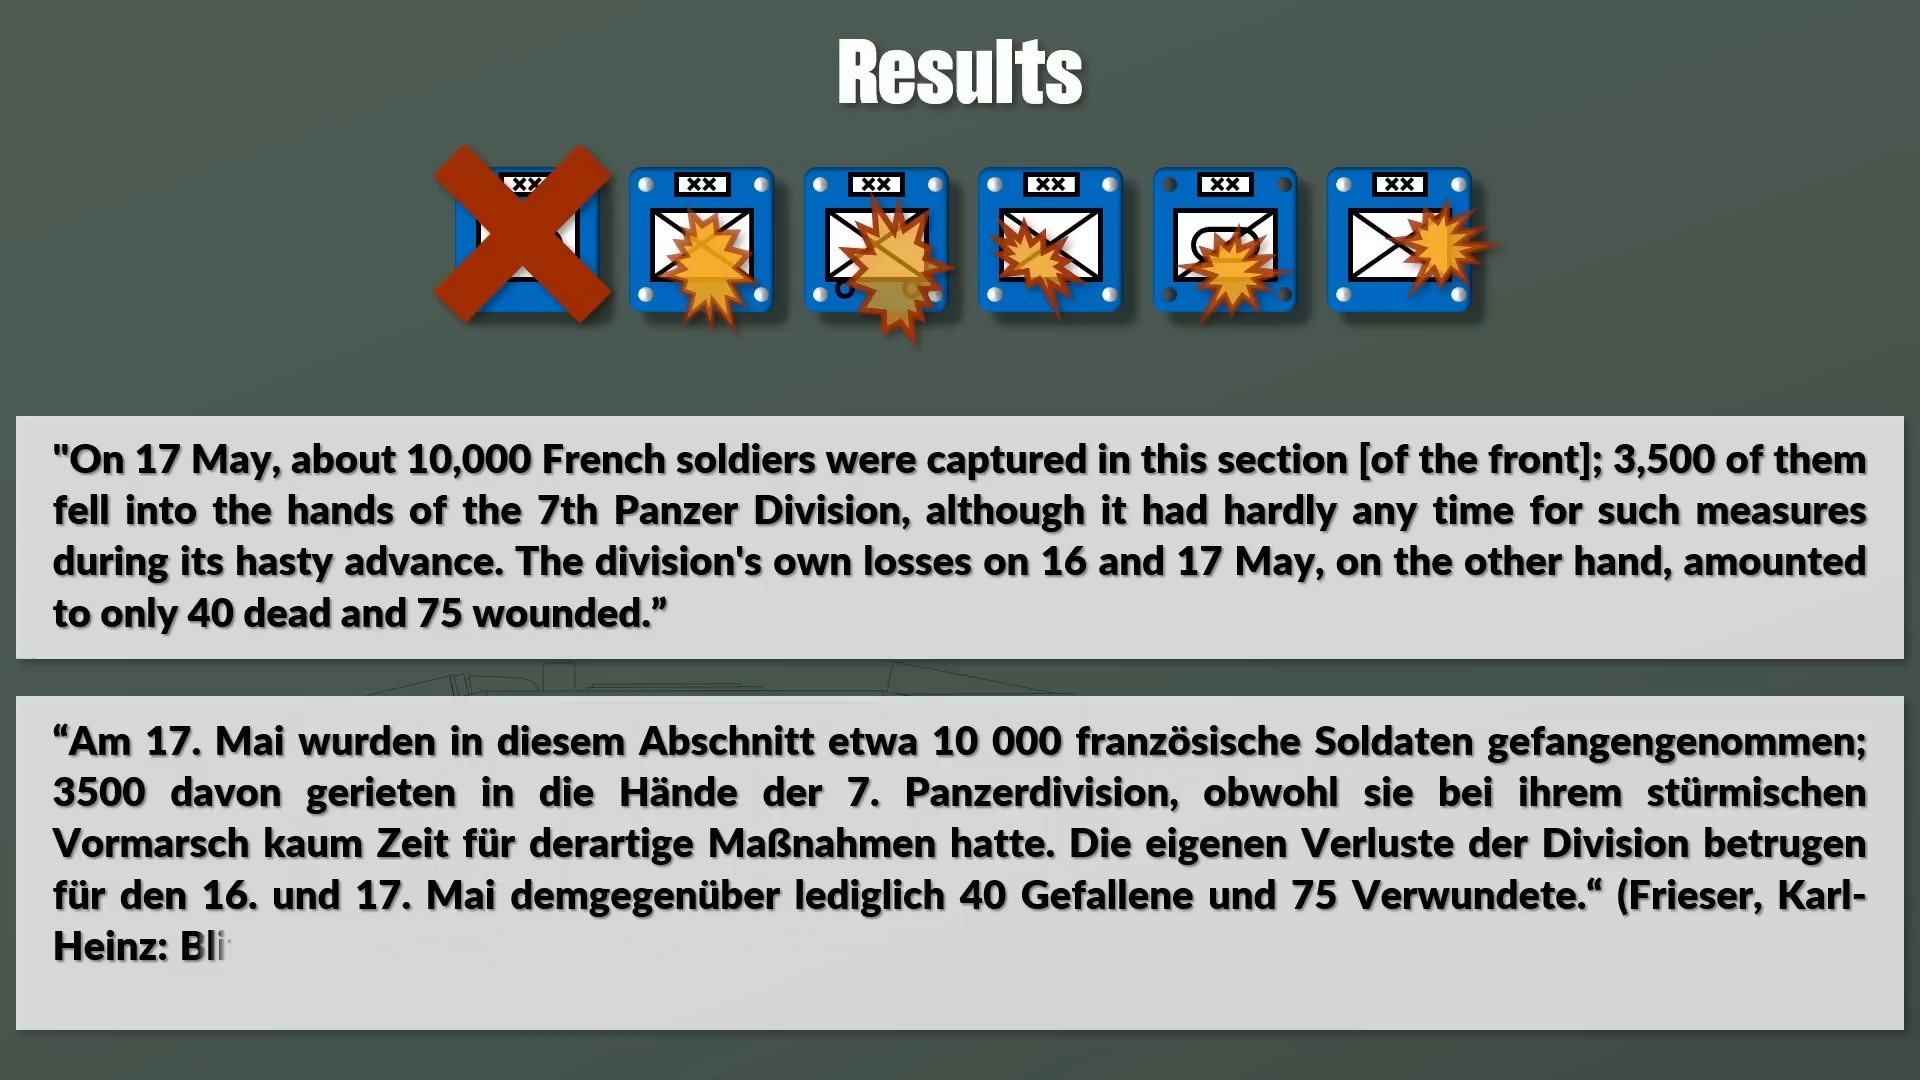 Results
XX XX XX XX XX XX
"On 17 May, about 10,000 French soldiers were captured in this section [of the front]; 3,500 of them
fell into the hands of the 7th Panzer Division, although it had hardly any time for such measures
during its hasty advance. The division's own losses on 16 and 17 May, on the other hand, amounted
to only 40 dead and 75 wounded.”
“Am 17. Mai wurden in diesem Abschnitt etwa 10 000 französische Soldaten gefangengenommen;
3500 davon gerieten in die Hände der 7. Panzerdivision, obwohl sie bei ihrem stürmischen
Vormarsch kaum Zeit für derartige Maßnahmen hatte. Die eigenen Verluste der Division betrugen
für den 16. und 17. Mai demgegenüber lediglich 40 Gefallene und 75 Verwundete.“ (Frieser, Karl-
Heinz: